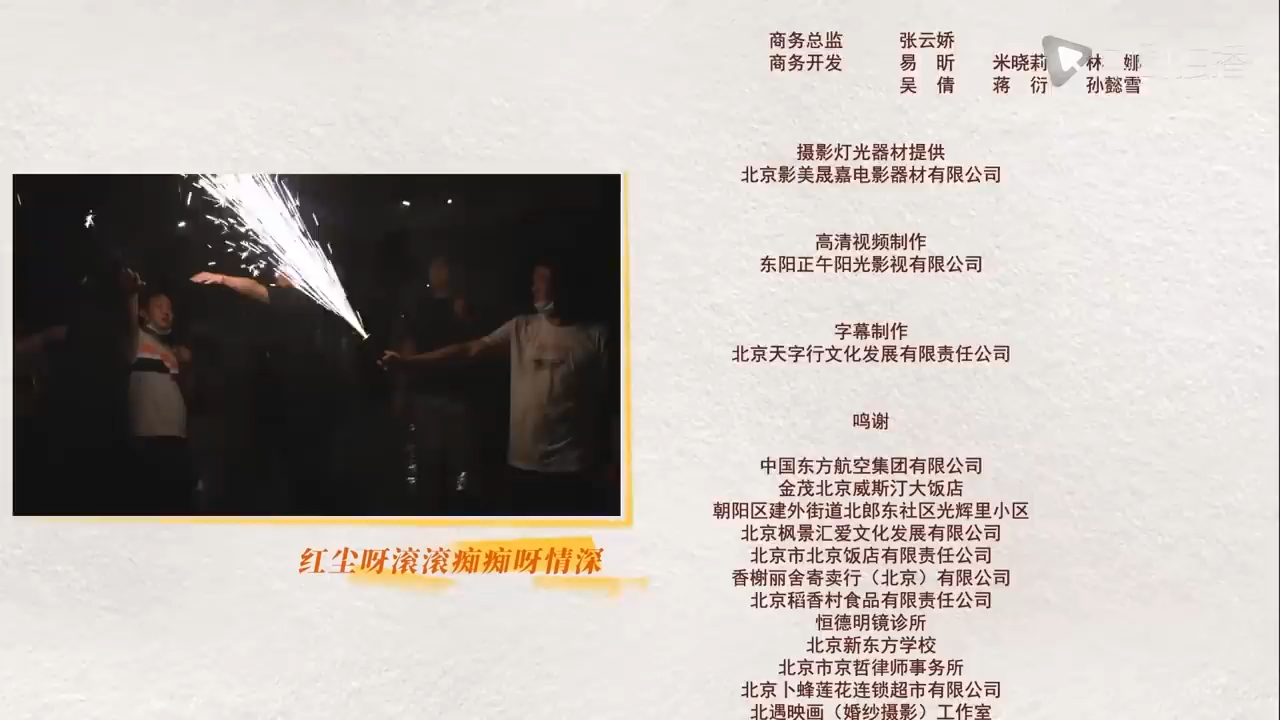 商务总监 张云娇
商务开发 易 昕 米晓莉 林 娜
吴 倩 蒋 衍 孙懿雪
摄影灯光器材提供
北京影美晟嘉电影器材有限公司
高清视频制作
东阳正午阳光影视有限公司
字幕制作
北京天字行文化发展有限责任公司
鸣谢
中国东方航空集团有限公司
金茂北京威斯汀大饭店
朝阳区建外街道北郎东社区光辉里小区
北京枫景汇爱文化发展有限公司
北京市北京饭店有限责任公司
香榭丽舍寄卖行（北京）有限公司
北京稻香村食品有限责任公司
恒德明镜诊所
北京新东方学校
北京市京哲律师事务所
北京卜蜂莲花连锁超市有限公司
北遇映画（婚纱摄影）工作室
红尘呀滚滚痴痴呀情深